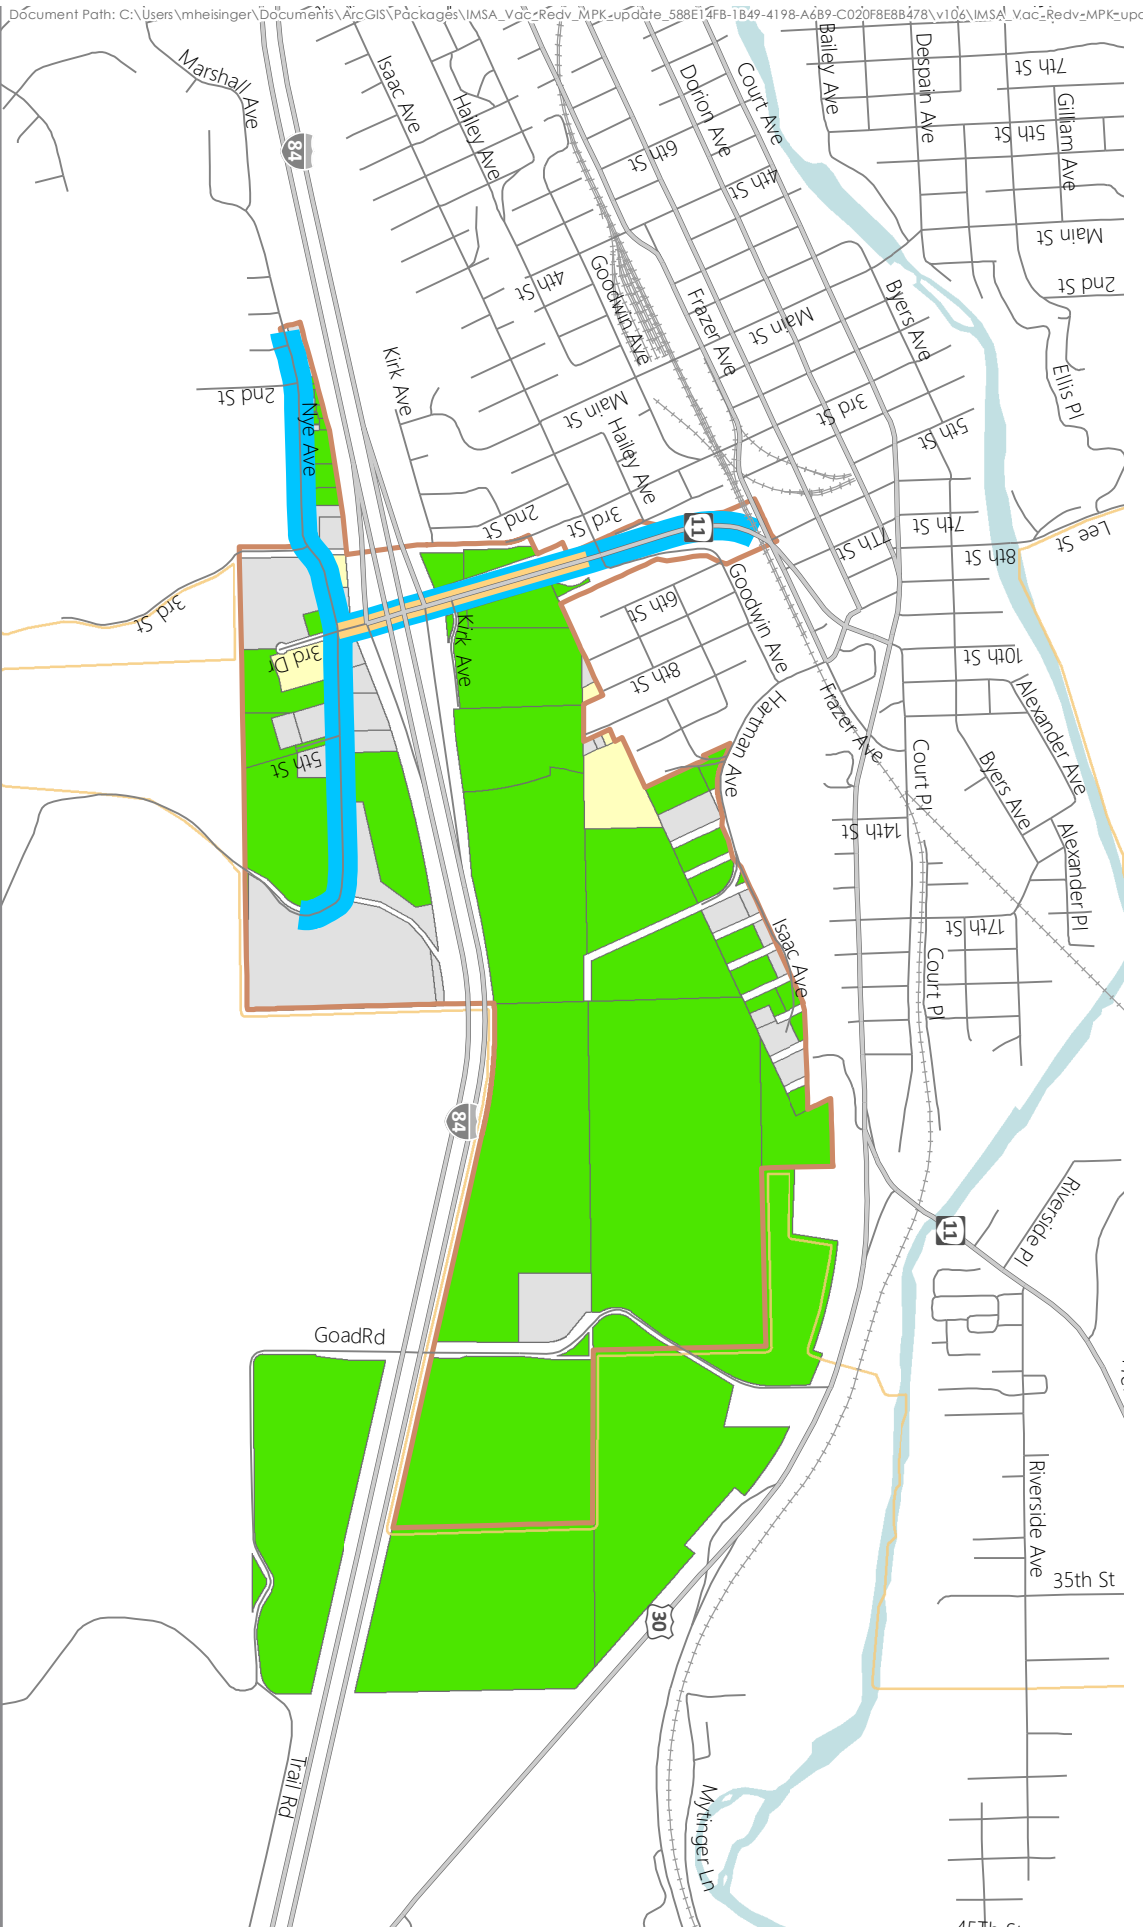 Document Path: C:\Users\mheisinger\Documents\ArcGIS\Packages\IMSA_Vac_Redv_MPK_update_588E14FB-1B49-4198-A6B9-C020F8E8B478\v106\IMSA_Vac_Redv_MPK_upd
Marshall Ave
84
Isaac Ave
Hailey Ave
Dorion Ave
Court Ave
Bailey Ave
Despain Ave
7th St
5th St
Gilliam Ave
6th St
4th St
Main St
2nd St
4th St
Goodwin Ave
Frazer Ave
Main St
Byers Ave
Kirk Ave
2nd St
Nye Ave
Main St
Hailey Ave
3rd St
5th St
Ellis Pl
2nd St
3rd St
11
7Th St
7th St
8th St
Lee St
3rd St
3rd Dr
Kirk Ave
6th St
8th St
Goodwin Ave
10th St
Hartman Ave
Frazer Ave
Alexander Ave
5th St
Court Pl
Byers Ave
14th St
Alexander Pl
Isaac Ave
17th St
Court Pl
84
Riverside Pl
11
GoadRd
Riverside Ave
35th St
30
Trail Rd
Mytinger Ln
45Th St